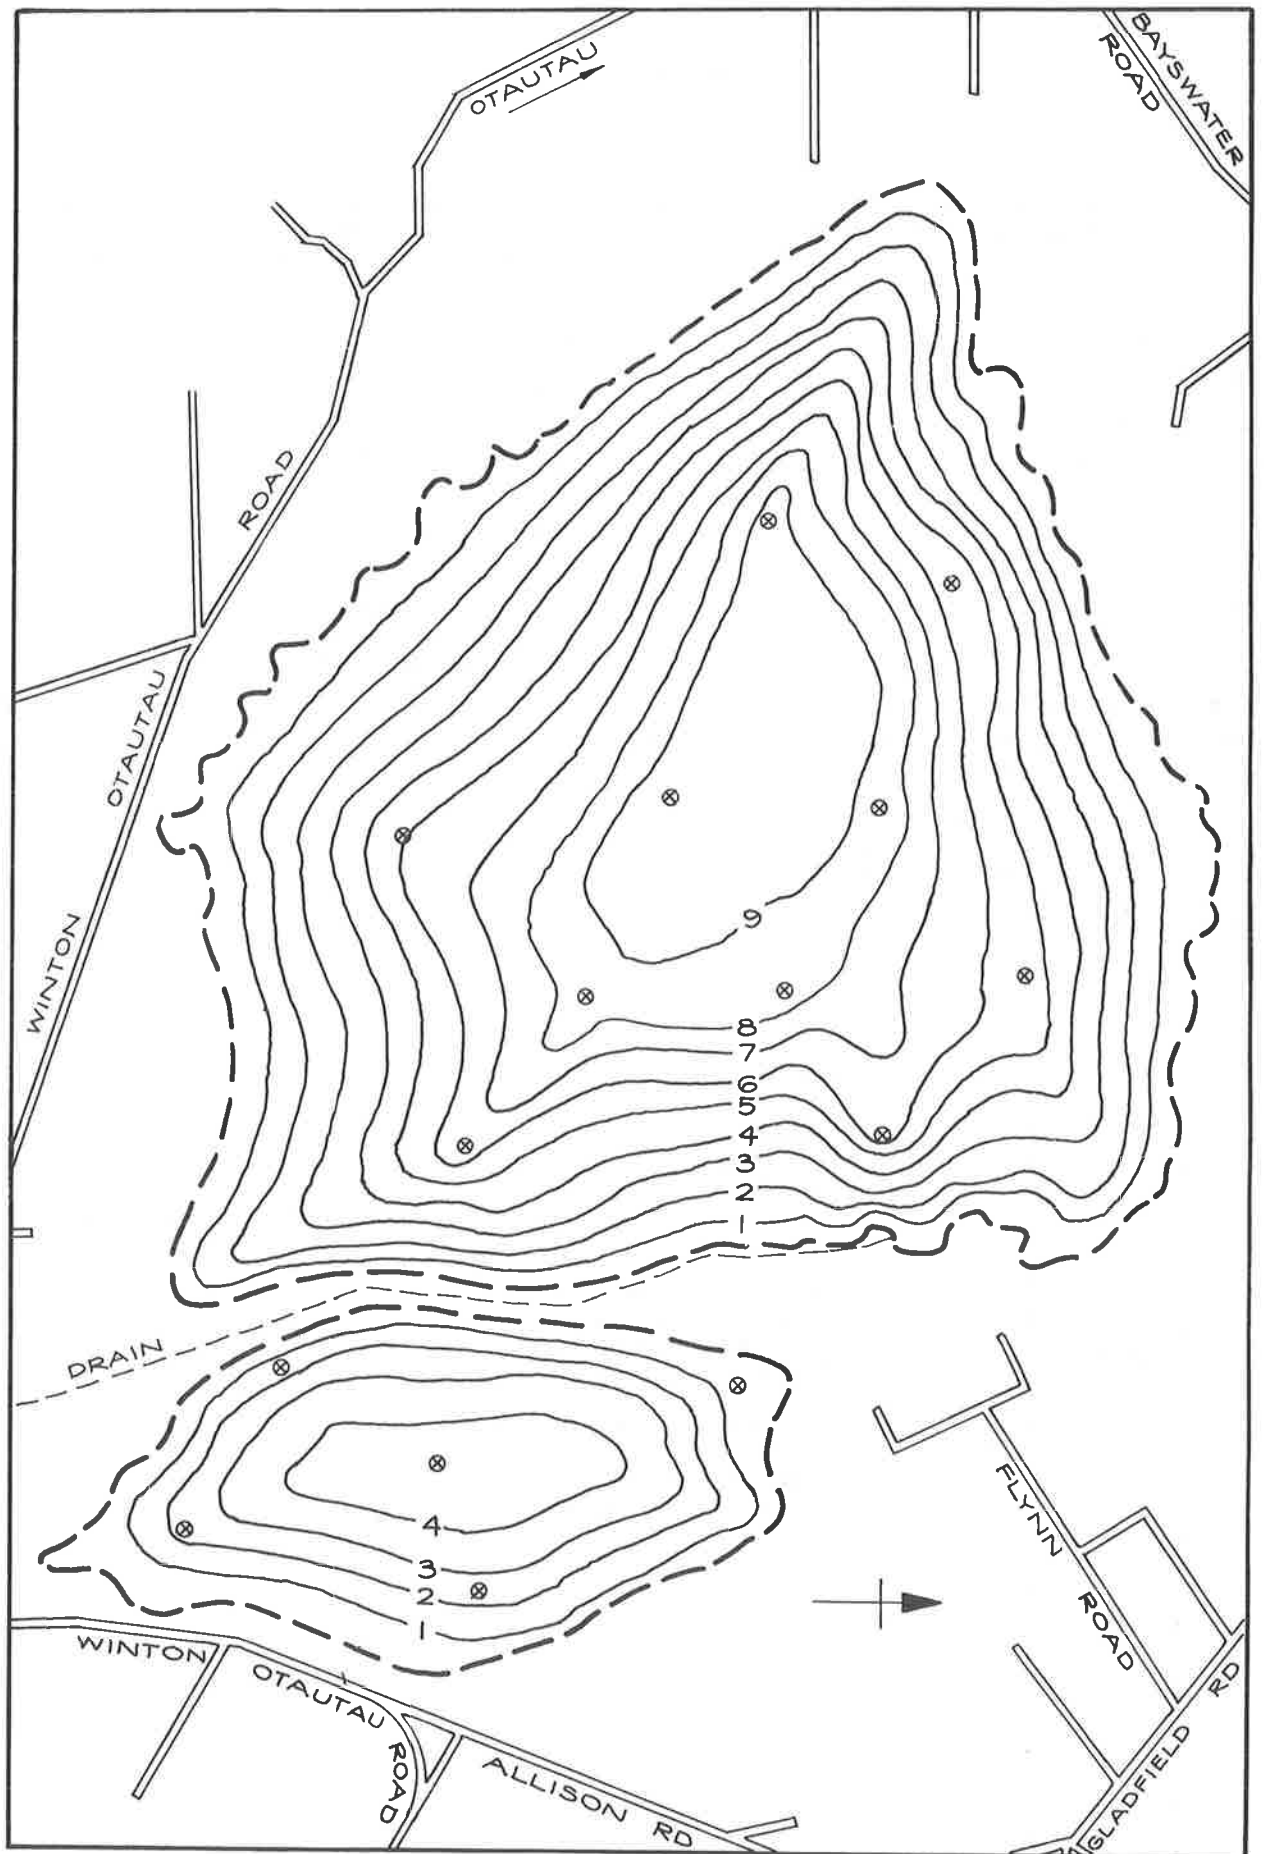 BAYSWATER
ROAD
OTAUTAU
ROAD
OTAUTAU
WINTON
9
8
7
6
5
4
3
2
1
DRAIN
4
3
2
1
FLYNN
ROAD
WINTON
OTAUTAU
ROAD
ALLISON
RD
GLADFIELD
RD